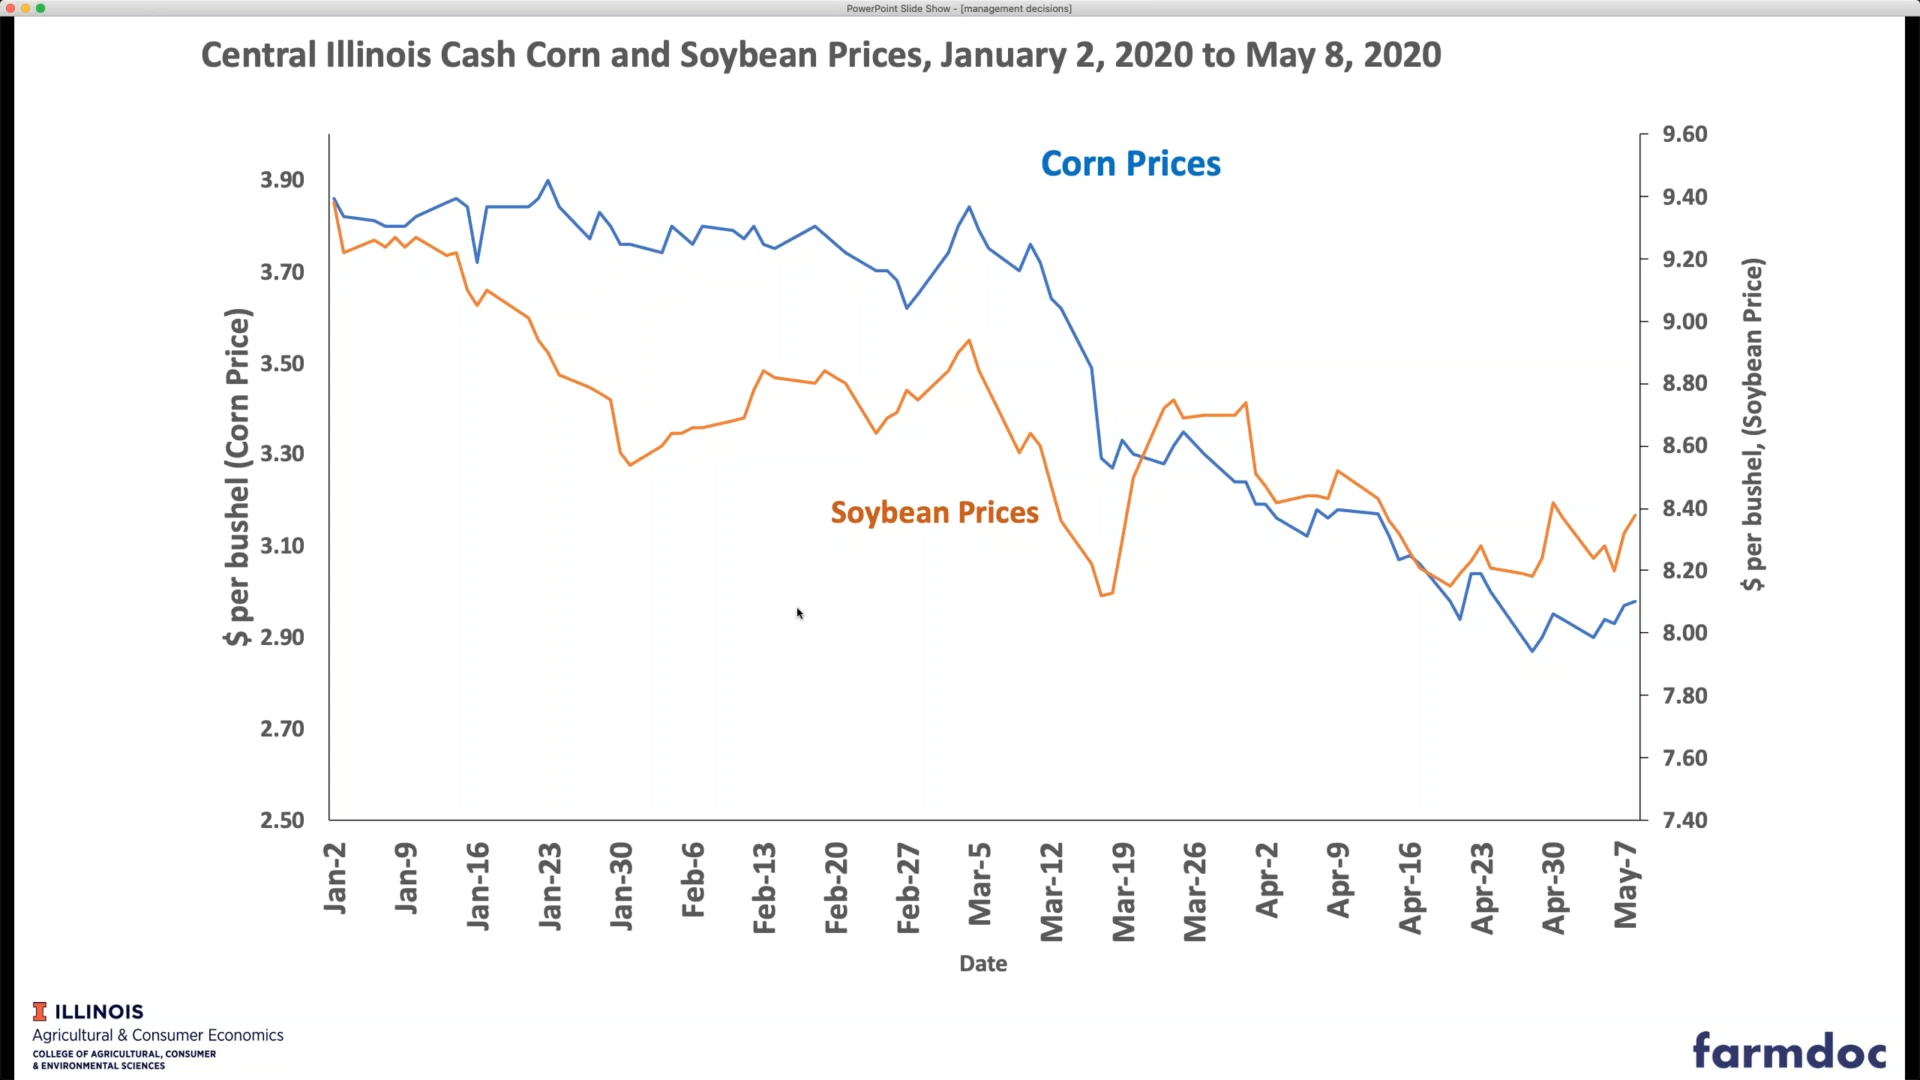 PowerPoint Slide Show - [management decisions]
Central Illinois Cash Corn and Soybean Prices, January 2, 2020 to May 8, 2020
Corn Prices
Soybean Prices
$ per bushel (Corn Price)
3.90
3.70
3.50
3.30
3.10
2.90
2.70
2.50
9.60
9.40
9.20
9.00
8.80
8.60
8.40
8.20
8.00
7.80
7.60
7.40
$ per bushel, (Soybean Price)
Jan-2
Jan-9
Jan-16
Jan-23
Jan-30
Feb-6
Feb-13
Feb-20
Feb-27
Mar-5
Mar-12
Mar-19
Mar-26
Apr-2
Apr-9
Apr-16
Apr-23
Apr-30
May-7
Date
I ILLINOIS
Agricultural & Consumer Economics
COLLEGE OF AGRICULTURAL, CONSUMER
& ENVIRONMENTAL SCIENCES
farmdoc